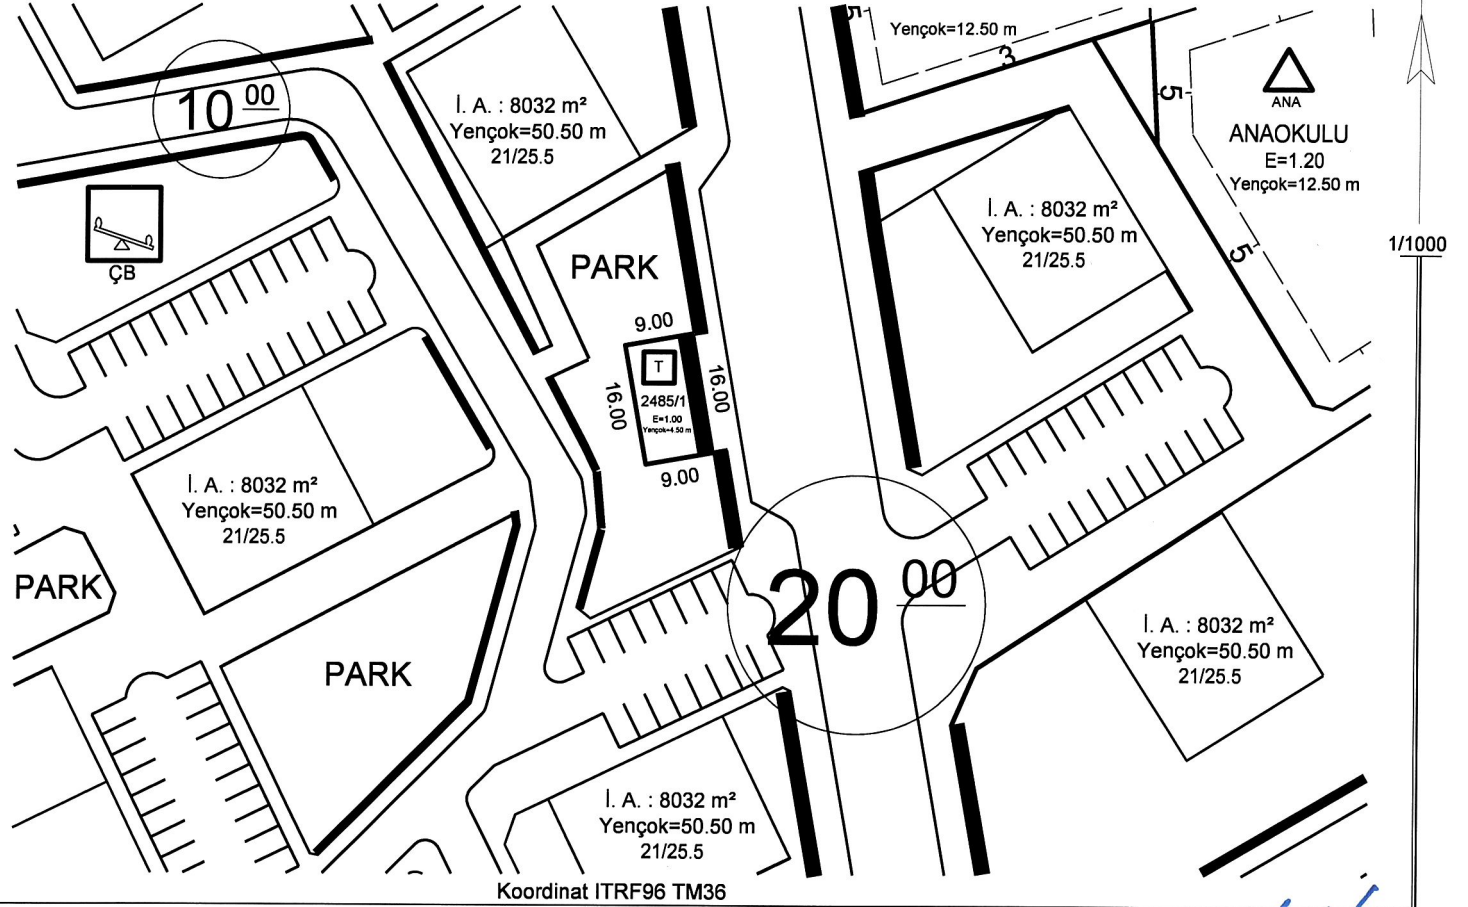 5
Yençok=12.50 m
3
10 00
İ. A. : 8032 m²
Yençok=50.50 m
21/25.5
5
ANA
ANAOKULU
E=1.20
Yençok=12.50 m
5
1/1000
ÇB
PARK
İ. A. : 8032 m²
Yençok=50.50 m
21/25.5
9.00
T
16.00
16.00
2485/1
E=1.00
Yençok=4.50 m
9.00
İ. A. : 8032 m²
Yençok=50.50 m
21/25.5
PARK
20 00
PARK
İ. A. : 8032 m²
Yençok=50.50 m
21/25.5
İ. A. : 8032 m²
Yençok=50.50 m
21/25.5
Koordinat ITRF96 TM36